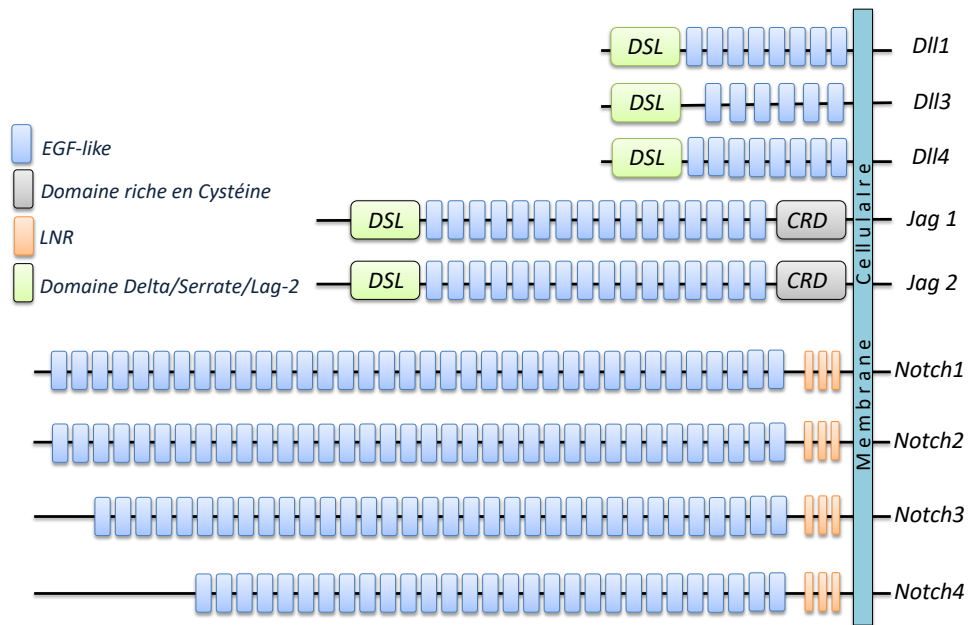 DSL Dll1
DSL Dll3
EGF-like
DSL Dll4
Domaine riche en Cystéine
DSL CRD Jag 1
LNR
Domaine Delta/Serrate/Lag-2
DSL CRD Jag 2
Membrane Cellulalre
Notch1
Notch2
Notch3
Notch4